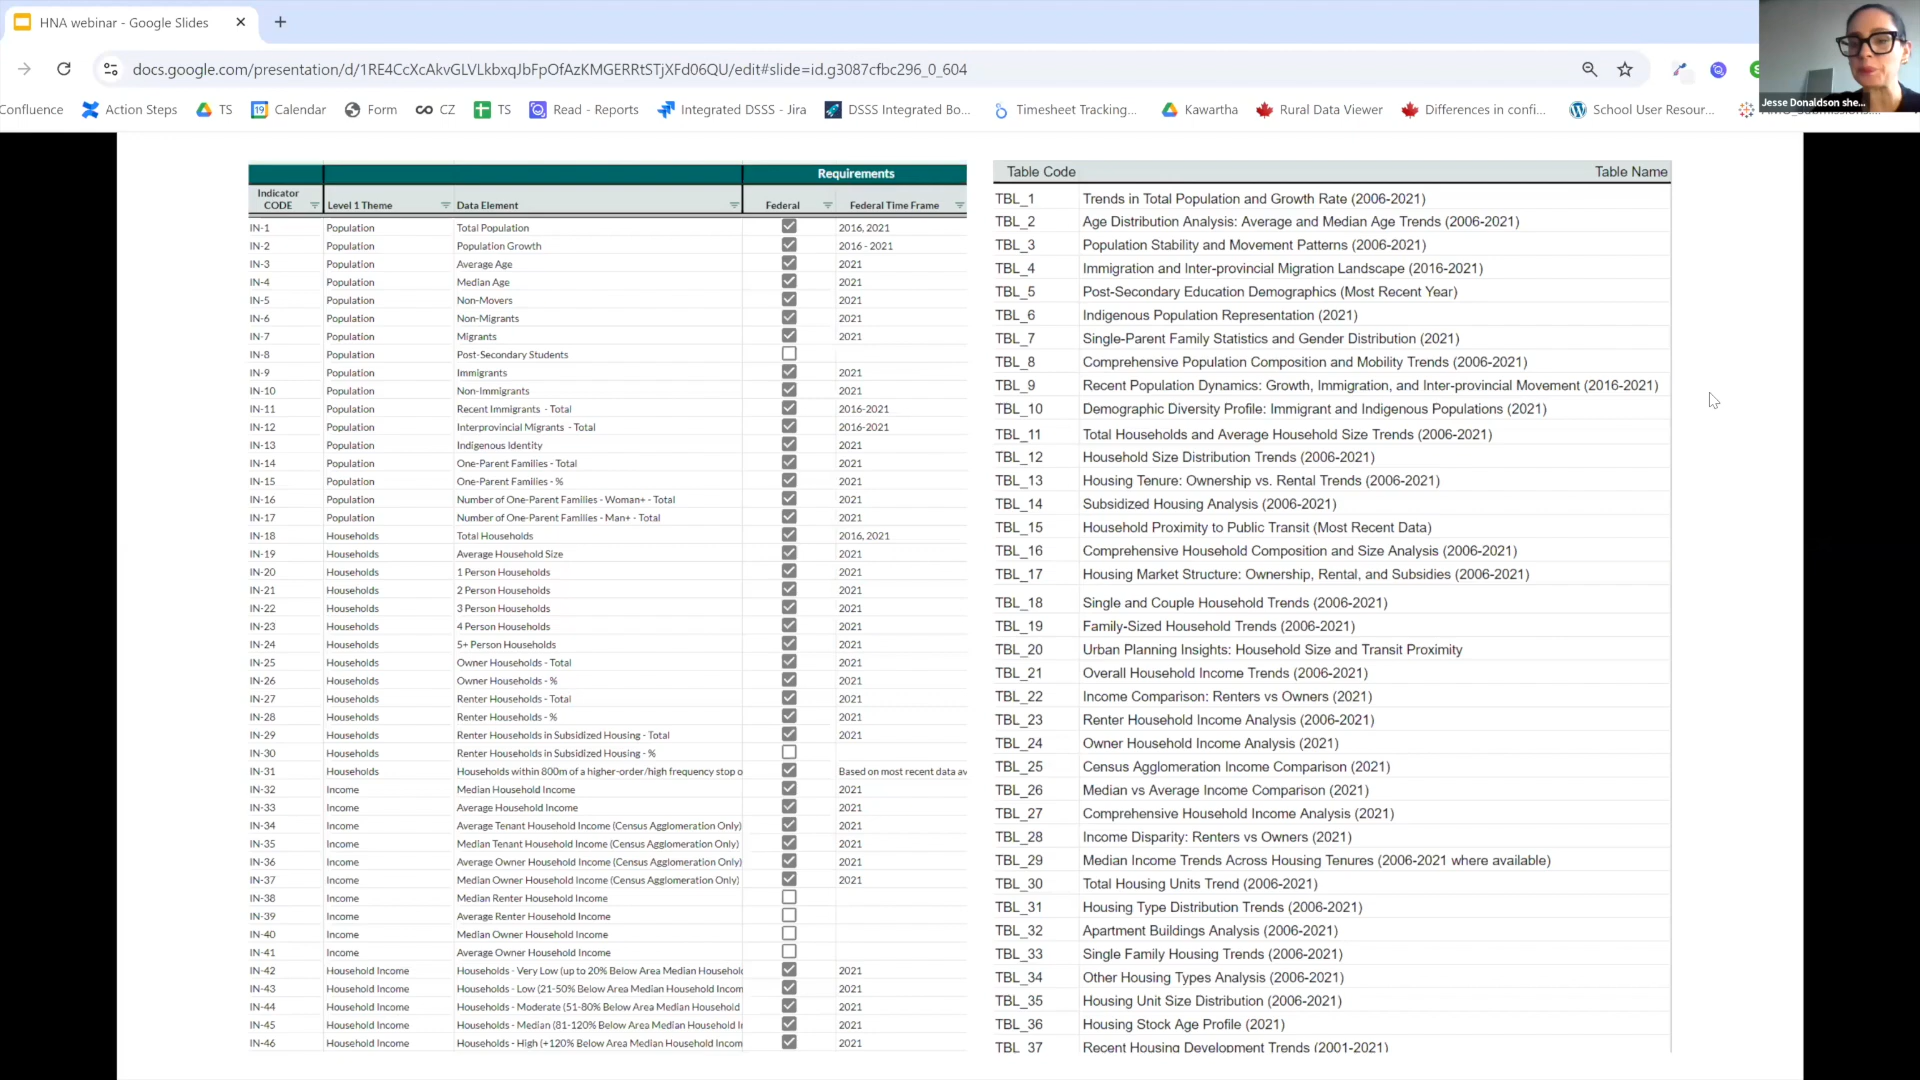 HNA webinar - Google Slides
docs.google.com/presentation/d/1RE4CcXcAkvGLVLkbxqJbFpOfAzKMGERRtSTjXFd06QU/edit#slide=id.g3087cfbc296_0_604
Confluence Action Steps TS Calendar Form CZ TS Read - Reports Integrated DSSS - Jira DSSS Integrated Bo... Timesheet Tracking... Kawartha Rural Data Viewer Differences in confi... School User Resour...
Jesse Donaldson she...
Requirements
Indicator CODE Level 1 Theme Data Element Federal Federal Time Frame
IN-1 Population Total Population 2016, 2021
IN-2 Population Population Growth 2016 - 2021
IN-3 Population Average Age 2021
IN-4 Population Median Age 2021
IN-5 Population Non-Movers 2021
IN-6 Population Non-Migrants 2021
IN-7 Population Migrants 2021
IN-8 Population Post-Secondary Students
IN-9 Population Immigrants 2021
IN-10 Population Non-Immigrants 2021
IN-11 Population Recent Immigrants - Total 2016-2021
IN-12 Population Interprovincial Migrants - Total 2016-2021
IN-13 Population Indigenous Identity 2021
IN-14 Population One-Parent Families - Total 2021
IN-15 Population One-Parent Families - % 2021
IN-16 Population Number of One-Parent Families - Woman+ - Total 2021
IN-17 Population Number of One-Parent Families - Man+ - Total 2021
IN-18 Households Total Households 2016, 2021
IN-19 Households Average Household Size 2021
IN-20 Households 1 Person Households 2021
IN-21 Households 2 Person Households 2021
IN-22 Households 3 Person Households 2021
IN-23 Households 4 Person Households 2021
IN-24 Households 5+ Person Households 2021
IN-25 Households Owner Households - Total 2021
IN-26 Households Owner Households - % 2021
IN-27 Households Renter Households - Total 2021
IN-28 Households Renter Households - % 2021
IN-29 Households Renter Households in Subsidized Housing - Total 2021
IN-30 Households Renter Households in Subsidized Housing - %
IN-31 Households Households within 800m of a higher-order/high frequency stop o Based on most recent data av
IN-32 Income Median Household Income 2021
IN-33 Income Average Household Income 2021
IN-34 Income Average Tenant Household Income (Census Agglomeration Only) 2021
IN-35 Income Median Tenant Household Income (Census Agglomeration Only) 2021
IN-36 Income Average Owner Household Income (Census Agglomeration Only) 2021
IN-37 Income Median Owner Household Income (Census Agglomeration Only) 2021
IN-38 Income Median Renter Household Income
IN-39 Income Average Renter Household Income
IN-40 Income Median Owner Household Income
IN-41 Income Average Owner Household Income
IN-42 Household Income Households - Very Low (up to 20% Below Area Median Househol 2021
IN-43 Household Income Households - Low (21-50% Below Area Median Household Incom 2021
IN-44 Household Income Households - Moderate (51-80% Below Area Median Household 2021
IN-45 Household Income Households - Median (81-120% Below Area Median Household I 2021
IN-46 Household Income Households - High (+120% Below Area Median Household Incom 2021
Table Code Table Name
TBL_1 Trends in Total Population and Growth Rate (2006-2021)
TBL_2 Age Distribution Analysis: Average and Median Age Trends (2006-2021)
TBL_3 Population Stability and Movement Patterns (2006-2021)
TBL_4 Immigration and Inter-provincial Migration Landscape (2016-2021)
TBL_5 Post-Secondary Education Demographics (Most Recent Year)
TBL_6 Indigenous Population Representation (2021)
TBL_7 Single-Parent Family Statistics and Gender Distribution (2021)
TBL_8 Comprehensive Population Composition and Mobility Trends (2006-2021)
TBL_9 Recent Population Dynamics: Growth, Immigration, and Inter-provincial Movement (2016-2021)
TBL_10 Demographic Diversity Profile: Immigrant and Indigenous Populations (2021)
TBL_11 Total Households and Average Household Size Trends (2006-2021)
TBL_12 Household Size Distribution Trends (2006-2021)
TBL_13 Housing Tenure: Ownership vs. Rental Trends (2006-2021)
TBL_14 Subsidized Housing Analysis (2006-2021)
TBL_15 Household Proximity to Public Transit (Most Recent Data)
TBL_16 Comprehensive Household Composition and Size Analysis (2006-2021)
TBL_17 Housing Market Structure: Ownership, Rental, and Subsidies (2006-2021)
TBL_18 Single and Couple Household Trends (2006-2021)
TBL_19 Family-Sized Household Trends (2006-2021)
TBL_20 Urban Planning Insights: Household Size and Transit Proximity
TBL_21 Overall Household Income Trends (2006-2021)
TBL_22 Income Comparison: Renters vs Owners (2021)
TBL_23 Renter Household Income Analysis (2006-2021)
TBL_24 Owner Household Income Analysis (2021)
TBL_25 Census Agglomeration Income Comparison (2021)
TBL_26 Median vs Average Income Comparison (2021)
TBL_27 Comprehensive Household Income Analysis (2021)
TBL_28 Income Disparity: Renters vs Owners (2021)
TBL_29 Median Income Trends Across Housing Tenures (2006-2021 where available)
TBL_30 Total Housing Units Trend (2006-2021)
TBL_31 Housing Type Distribution Trends (2006-2021)
TBL_32 Apartment Buildings Analysis (2006-2021)
TBL_33 Single Family Housing Trends (2006-2021)
TBL_34 Other Housing Types Analysis (2006-2021)
TBL_35 Housing Unit Size Distribution (2006-2021)
TBL_36 Housing Stock Age Profile (2021)
TBL_37 Recent Housing Development Trends (2001-2021)